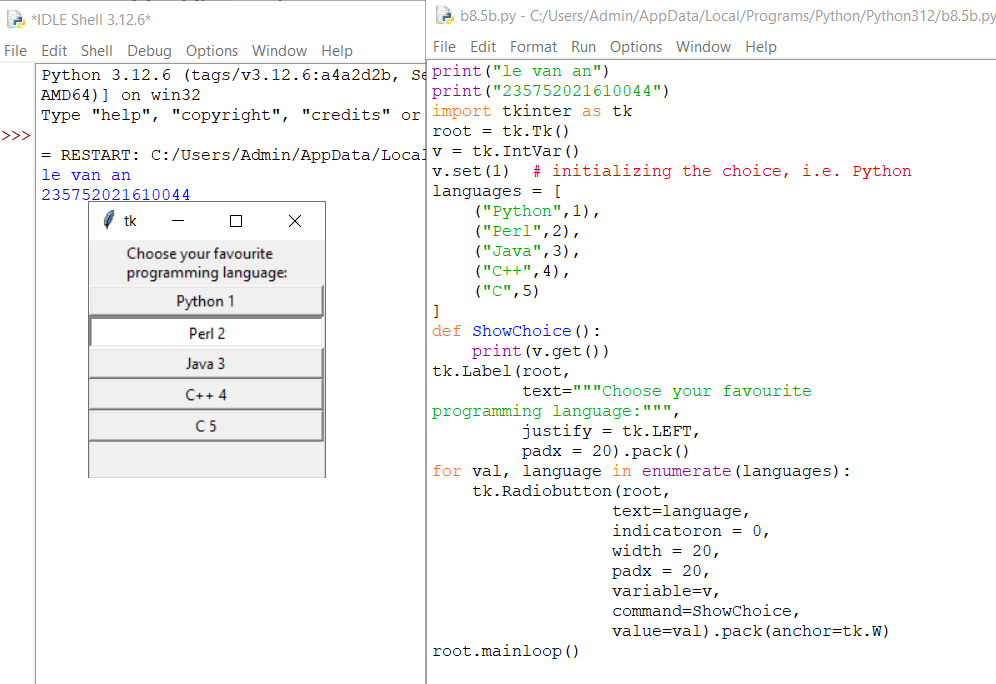 *IDLE Shell 3.12.6*
File Edit Shell Debug Options Window Help
Python 3.12.6 (tags/v3.12.6:a4a2d2b, Se
AMD64)] on win32
Type "help", "copyright", "credits" or
>>>
= RESTART: C:/Users/Admin/AppData/Local
le van an
235752021610044
tk
Choose your favourite
programming language:
Python 1
Perl 2
Java 3
C++ 4
C 5
b8.5b.py - C:/Users/Admin/AppData/Local/Programs/Python/Python312/b8.5b.py
File Edit Format Run Options Window Help
print("le van an")
print("235752021610044")
import tkinter as tk
root = tk.Tk()
v = tk.IntVar()
v.set(1)  # initializing the choice, i.e. Python
languages = [
    ("Python",1),
    ("Perl",2),
    ("Java",3),
    ("C++",4),
    ("C",5)
]
def ShowChoice():
    print(v.get())
tk.Label(root,
         text="""Choose your favourite
programming language:""",
         justify = tk.LEFT,
         padx = 20).pack()
for val, language in enumerate(languages):
    tk.Radiobutton(root,
                  text=language,
                  indicatoron = 0,
                  width = 20,
                  padx = 20,
                  variable=v,
                  command=ShowChoice,
                  value=val).pack(anchor=tk.W)
root.mainloop()